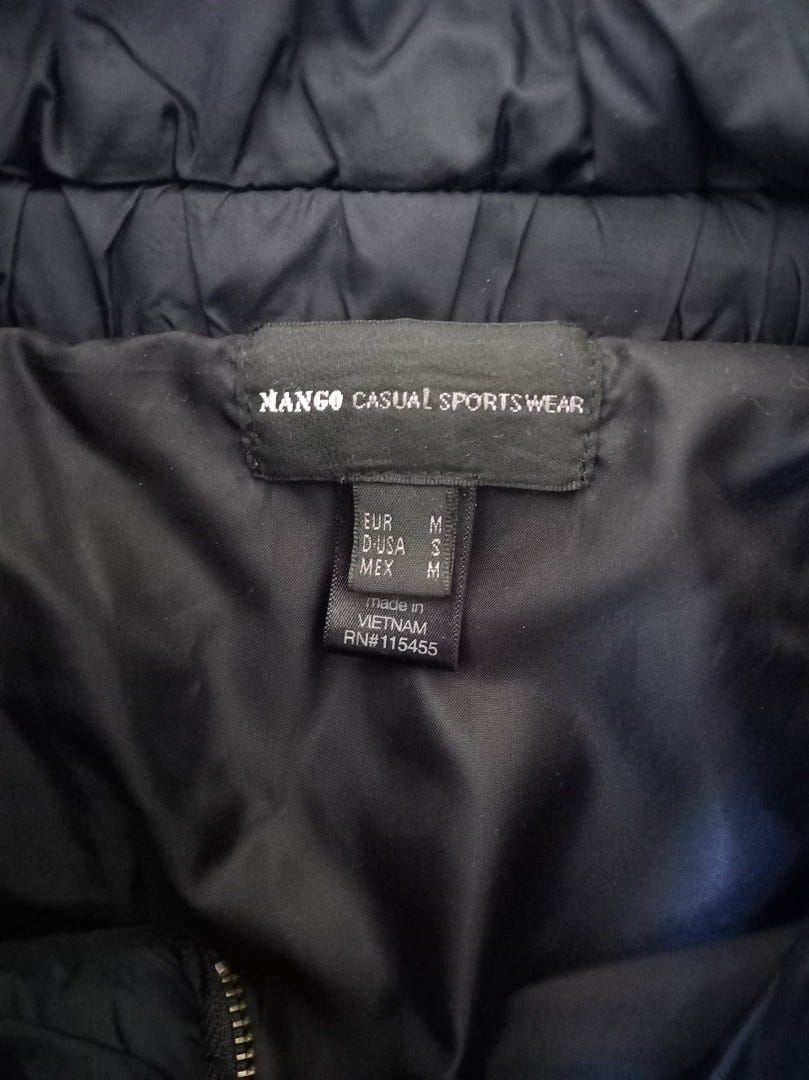 MANGO CASUAL SPORTSWEAR
EUR M
D-USA S
MEX M
made in
VIETNAM
RN#115455